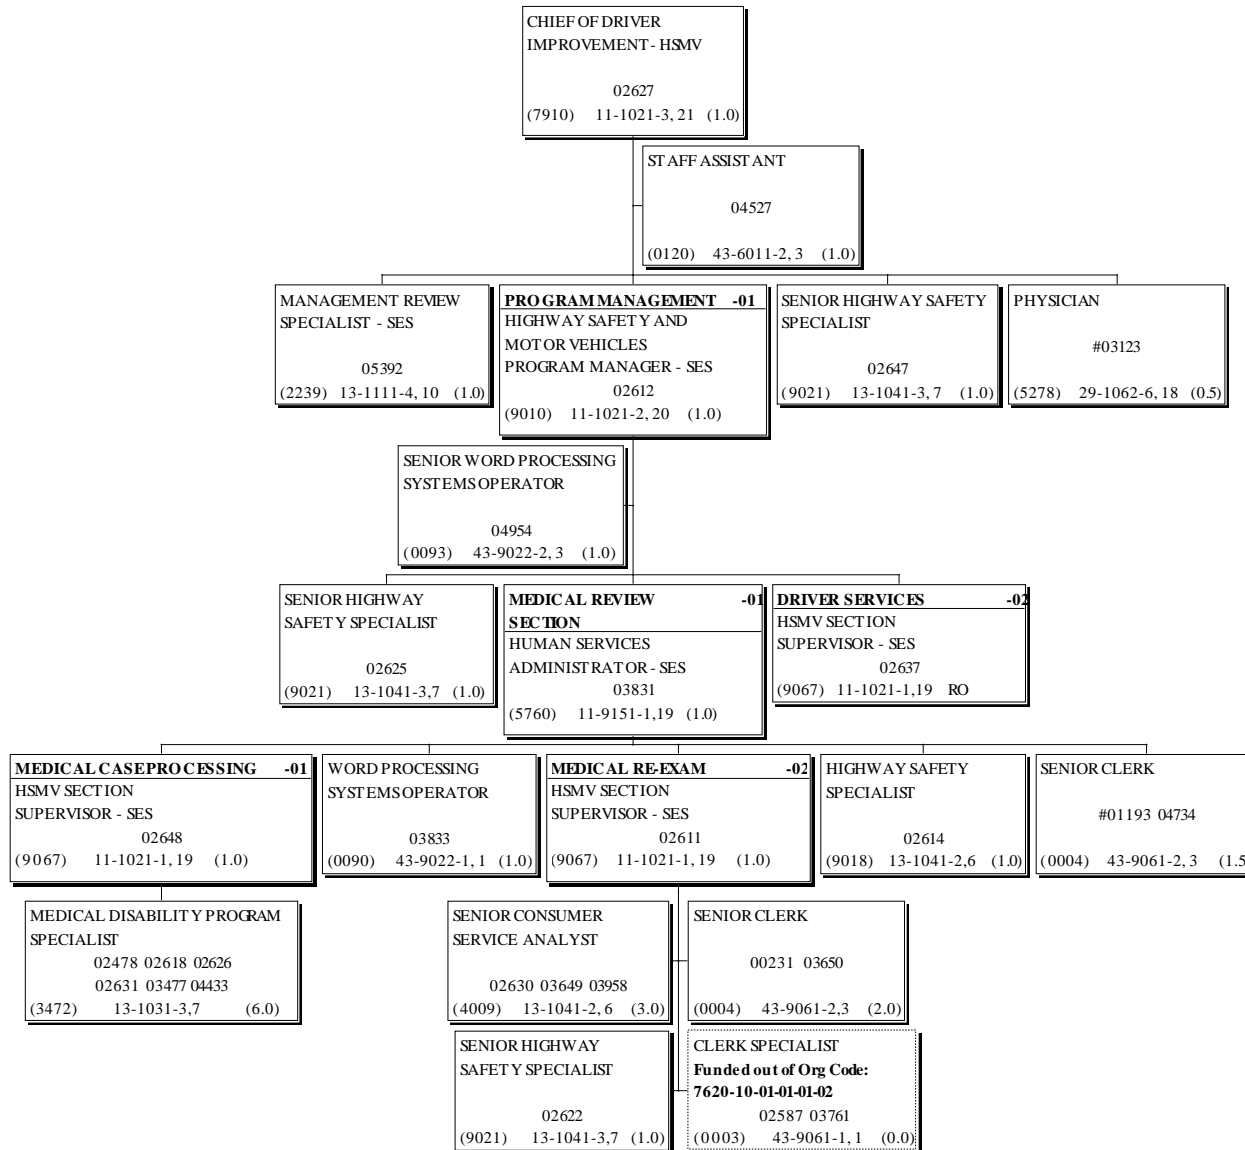 CHIEF OF DRIVER
IMPROVEMENT - HSMV
02627
(7910) 11-1021-3, 21 (1.0)
STAFF ASSISTANT
04527
(0120) 43-6011-2, 3 (1.0)
MANAGEMENT REVIEW
SPECIALIST - SES
05392
(2239) 13-1111-4, 10 (1.0)
PROGRAM MANAGEMENT -01
HIGHWAY SAFETY AND
MOTOR VEHICLES
PROGRAM MANAGER - SES
02612
(9010) 11-1021-2, 20 (1.0)
SENIOR HIGHWAY SAFETY
SPECIALIST
02647
(9021) 13-1041-3, 7 (1.0)
PHYSICIAN
#03123
(5278) 29-1062-6, 18 (0.5)
SENIOR WORD PROCESSING
SYSTEMS OPERATOR
04954
(0093) 43-9022-2, 3 (1.0)
SENIOR HIGHWAY
SAFETY SPECIALIST
02625
(9021) 13-1041-3,7 (1.0)
MEDICAL REVIEW -01
SECTION
HUMAN SERVICES
ADMINISTRATOR - SES
03831
(5760) 11-9151-1,19 (1.0)
DRIVER SERVICES -02
HSMV SECTION
SUPERVISOR - SES
02637
(9067) 11-1021-1,19 RO
MEDICAL CASE PROCESSING -01
HSMV SECTION
SUPERVISOR - SES
02648
(9067) 11-1021-1, 19 (1.0)
WORD PROCESSING
SYSTEMS OPERATOR
03833
(0090) 43-9022-1, 1 (1.0)
MEDICAL RE-EXAM -02
HSMV SECTION
SUPERVISOR - SES
02611
(9067) 11-1021-1, 19 (1.0)
HIGHWAY SAFETY
SPECIALIST
02614
(9018) 13-1041-2,6 (1.0)
SENIOR CLERK
#01193 04734
(0004) 43-9061-2, 3 (1.5
MEDICAL DISABILITY PROGRAM
SPECIALIST
02478 02618 02626
02631 03477 04433
(3472) 13-1031-3,7 (6.0)
SENIOR CONSUMER
SERVICE ANALYST
02630 03649 03958
(4009) 13-1041-2, 6 (3.0)
SENIOR CLERK
00231 03650
(0004) 43-9061-2,3 (2.0)
SENIOR HIGHWAY
SAFETY SPECIALIST
02622
(9021) 13-1041-3,7 (1.0)
CLERK SPECIALIST
Funded out of Org Code:
7620-10-01-01-01-02
02587 03761
(0003) 43-9061-1, 1 (0.0)